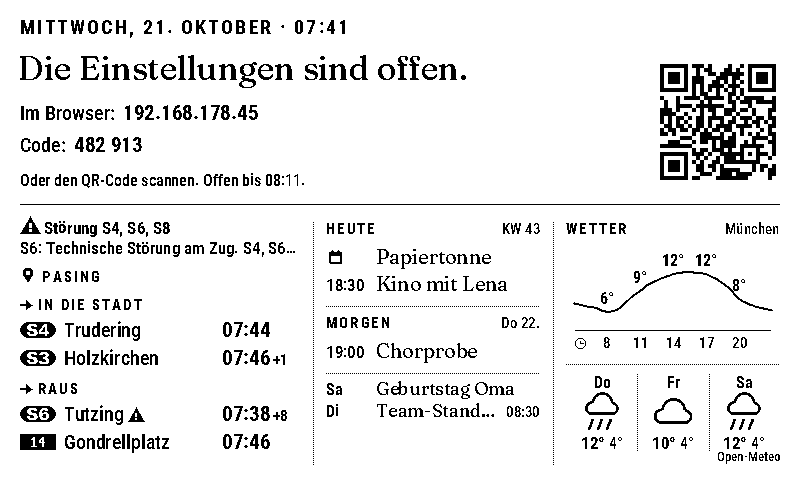 MITTWOCH, 21. OKTOBER · 07:41
Die Einstellungen sind offen.
Im Browser: 192.168.178.45
Code: 482 913
Oder den QR-Code scannen. Offen bis 08:11.
Störung S4, S6, S8
S6: Technische Störung am Zug. S4, S6…
PASING
→ IN DIE STADT
S4 Trudering 07:44
S3 Holzkirchen 07:46 +1
→ RAUS
S6 Tutzing 07:38 +8
14 Gondrellplatz 07:46
HEUTE KW 43
Papiertonne
18:30 Kino mit Lena
MORGEN Do 22.
19:00 Chorprobe
Sa Geburtstag Oma
Di Team-Stand… 08:30
WETTER München
6° 9° 12° 12° 8°
8 11 14 17 20
Do Fr Sa
12° 4° 10° 4° 12° 4°
Open-Meteo